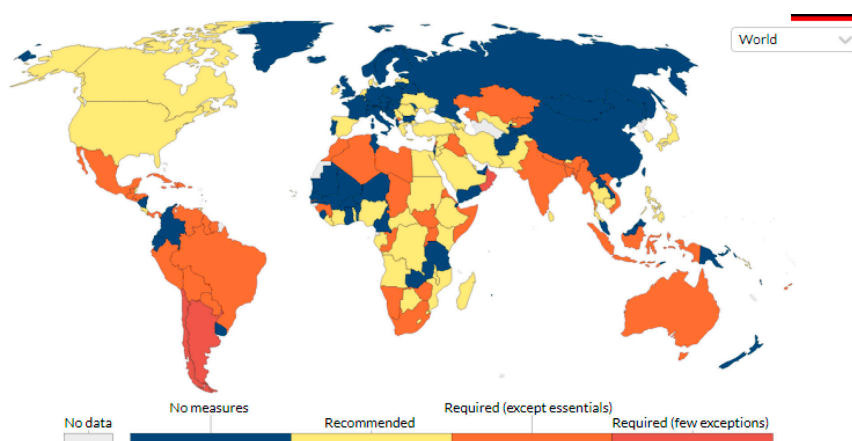 World
No data
No measures
Recommended
Required (except essentials)
Required (few exceptions)